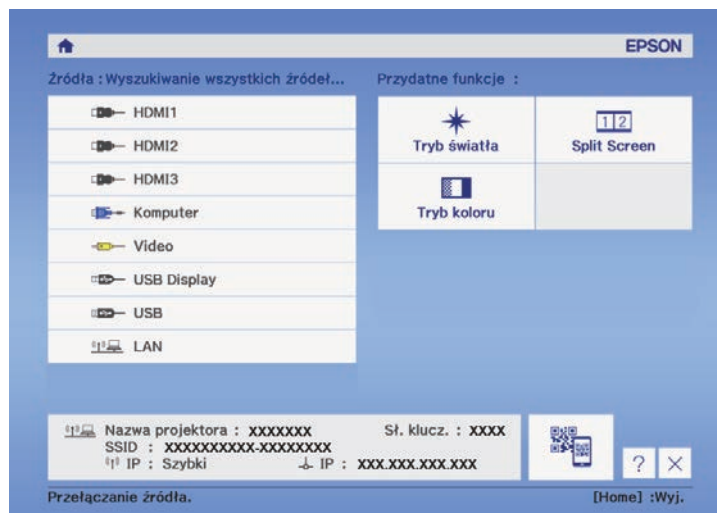 EPSON
Źródła : Wyszukiwanie wszystkich źródeł...
HDMI1
HDMI2
HDMI3
Komputer
Video
USB Display
USB
LAN
Przydatne funkcje :
Tryb światła
1 2
Split Screen
Tryb koloru
Nazwa projektora : XXXXXXX Sł. klucz. : XXXX
SSID : XXXXXXXXXX-XXXXXXXX
IP : Szybki IP : XXX.XXX.XXX.XXX
?
Przełączanie źródła. [Home] :Wyj.